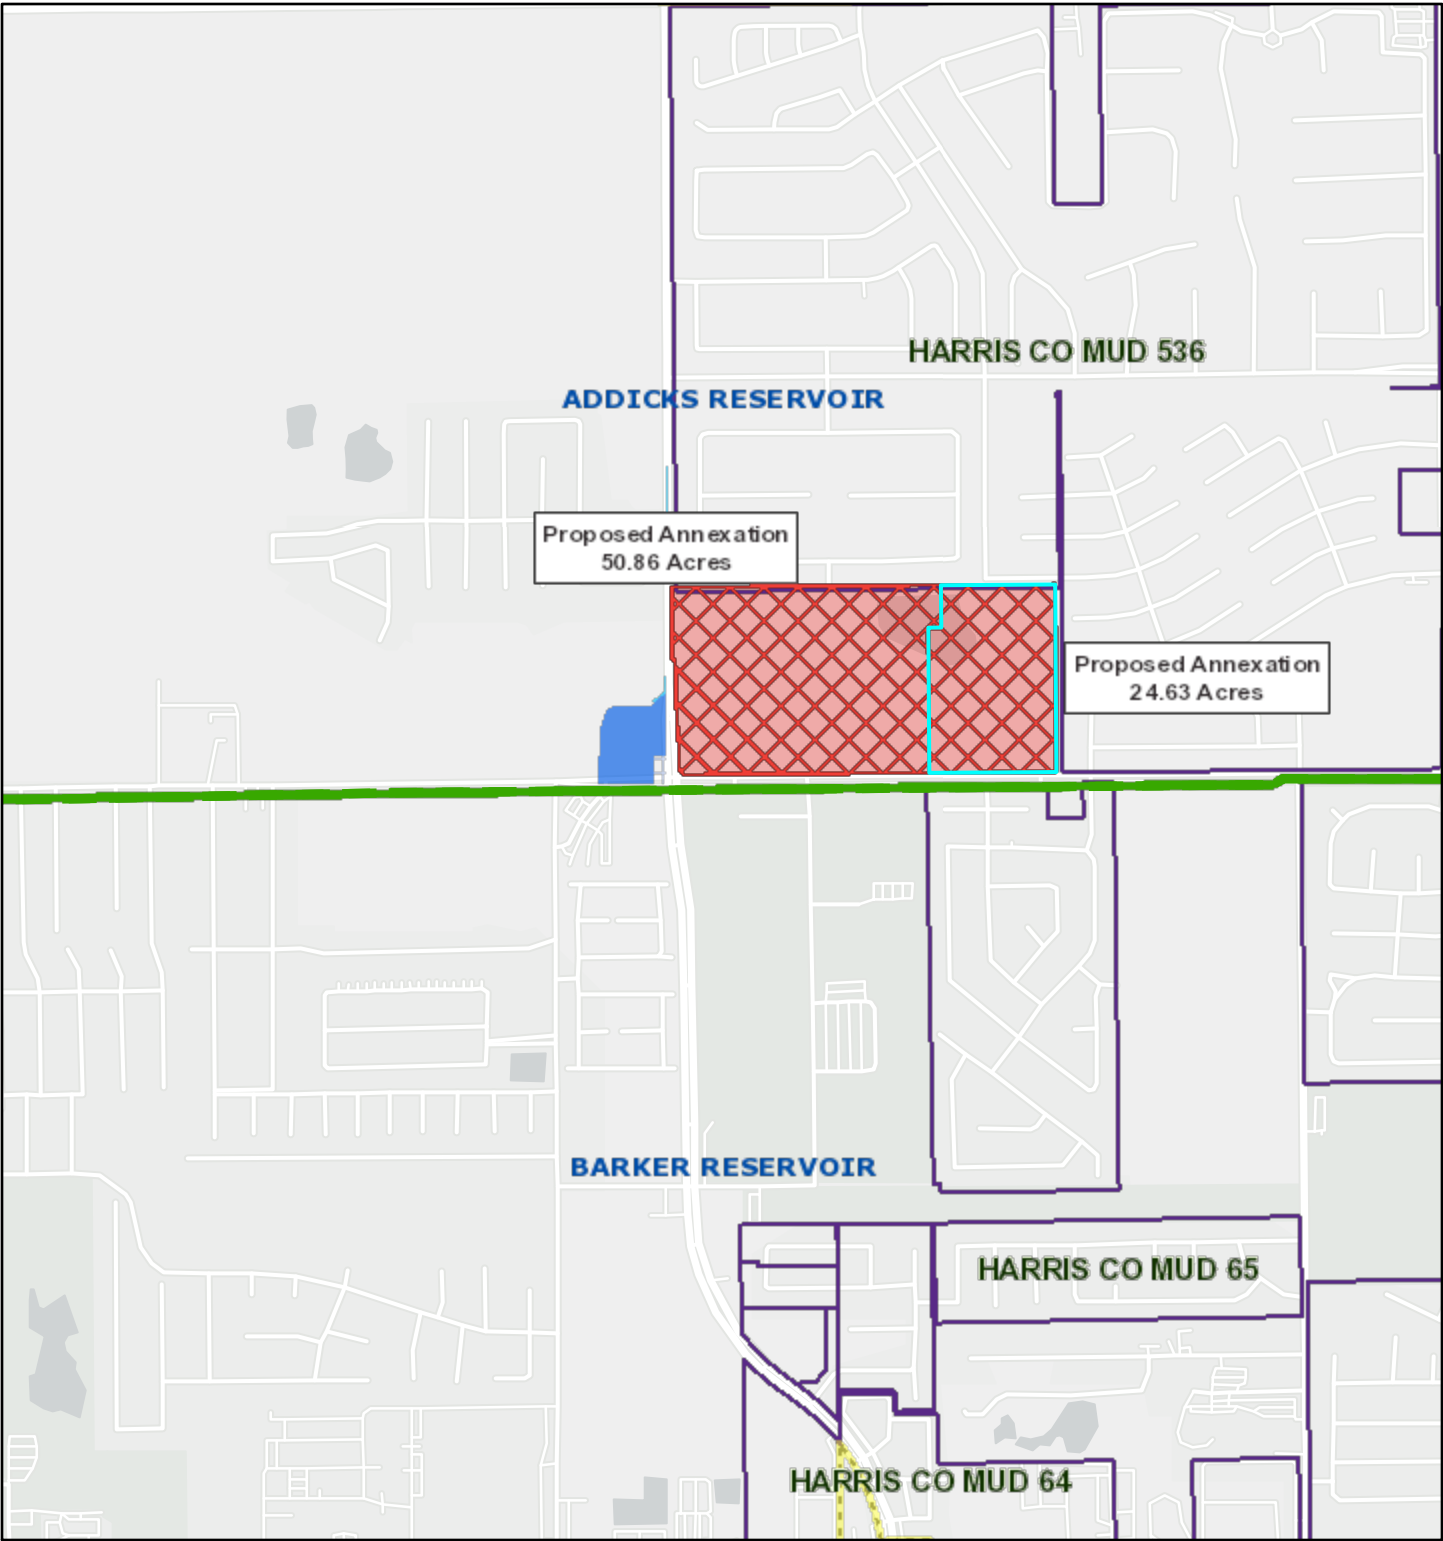 HARRIS CO MUD 536
ADDICKS RESERVOIR
Proposed Annexation
50.86 Acres
Proposed Annexation
24.63 Acres
BARKER RESERVOIR
HARRIS CO MUD 65
HARRIS CO MUD 64